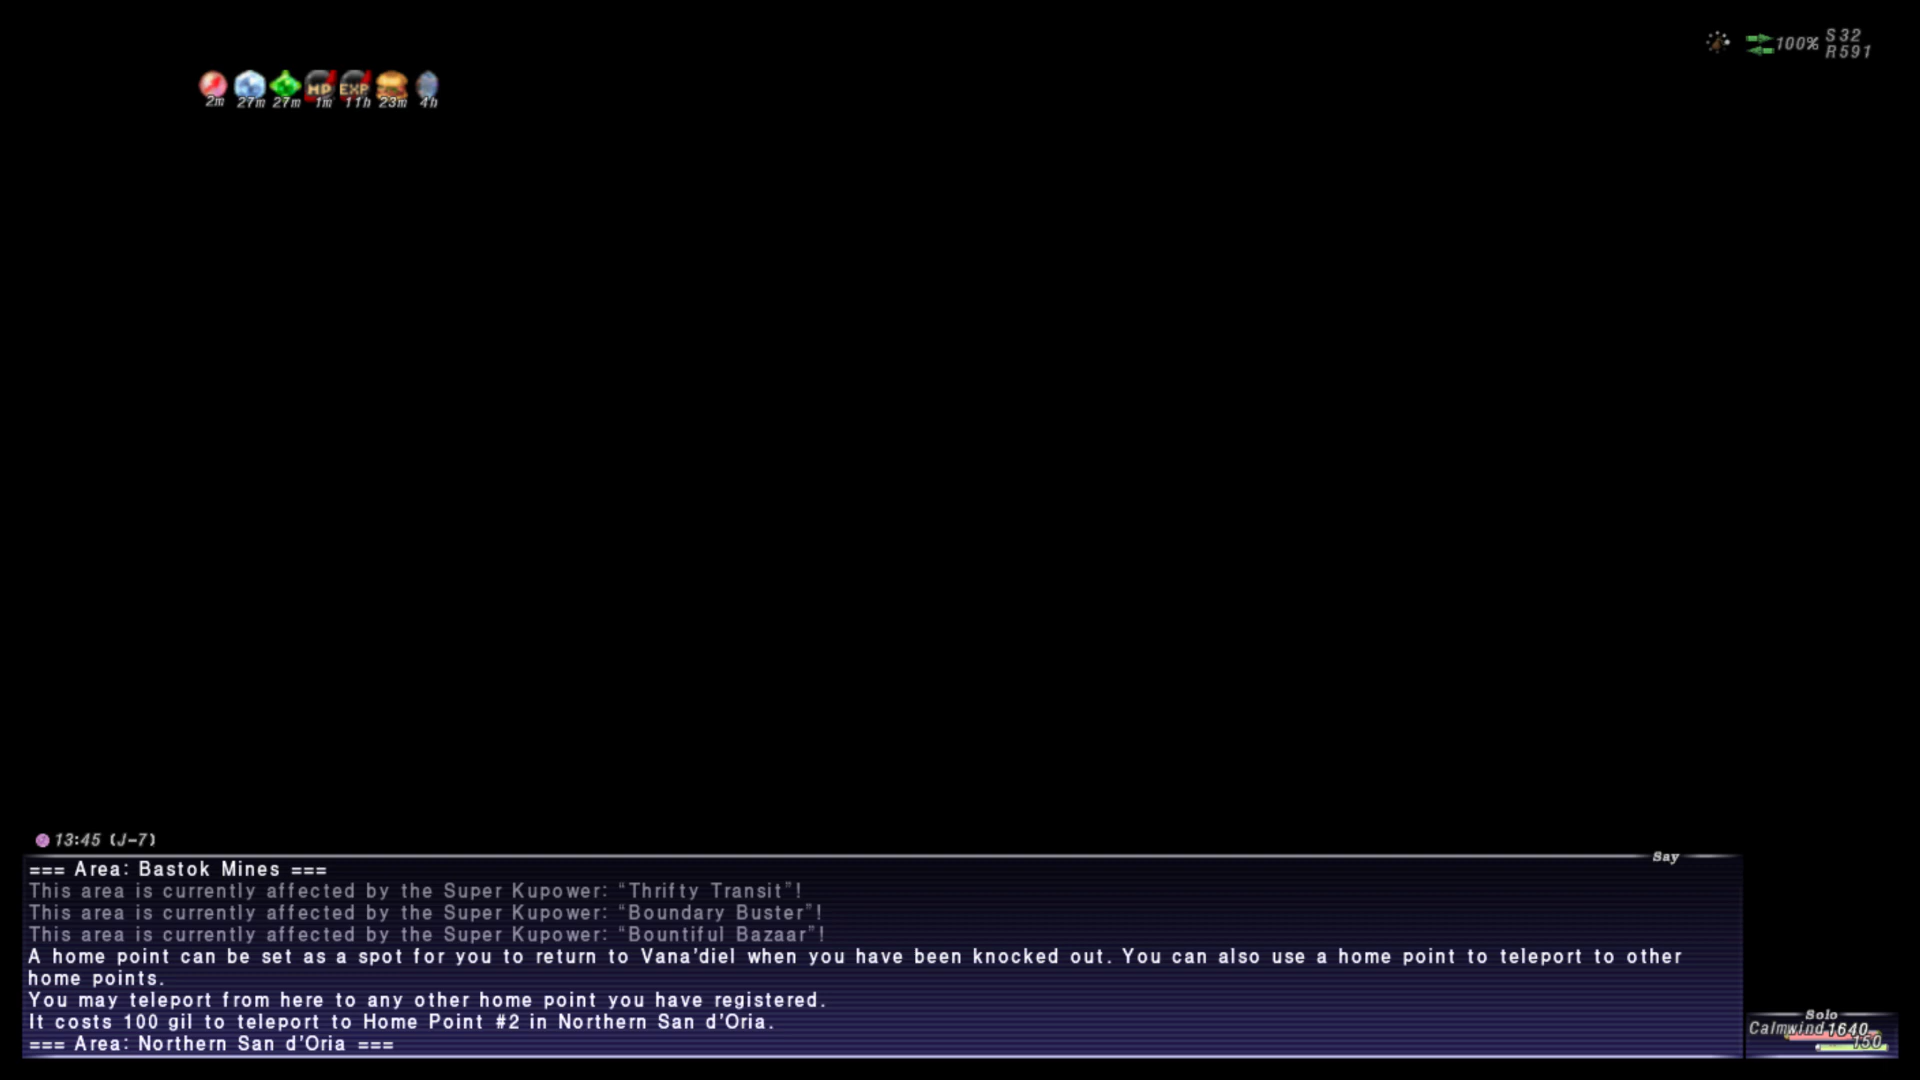 S 32
100% R 591
MP EXP
2m 27m 27m 1m 11h 23m 4h
13:45 (J-7)
Say
=== Area: Bastok Mines ===
This area is currently affected by the Super Kupower: “Thrifty Transit”!
This area is currently affected by the Super Kupower: “Boundary Buster”!
This area is currently affected by the Super Kupower: “Bountiful Bazaar”!
A home point can be set as a spot for you to return to Vana'diel when you have been knocked out. You can also use a home point to teleport to other
home points.
You may teleport from here to any other home point you have registered.
It costs 100 gil to teleport to Home Point #2 in Northern San d'Oria.
=== Area: Northern San d'Oria ===
Solo
Calmwind 1640
150